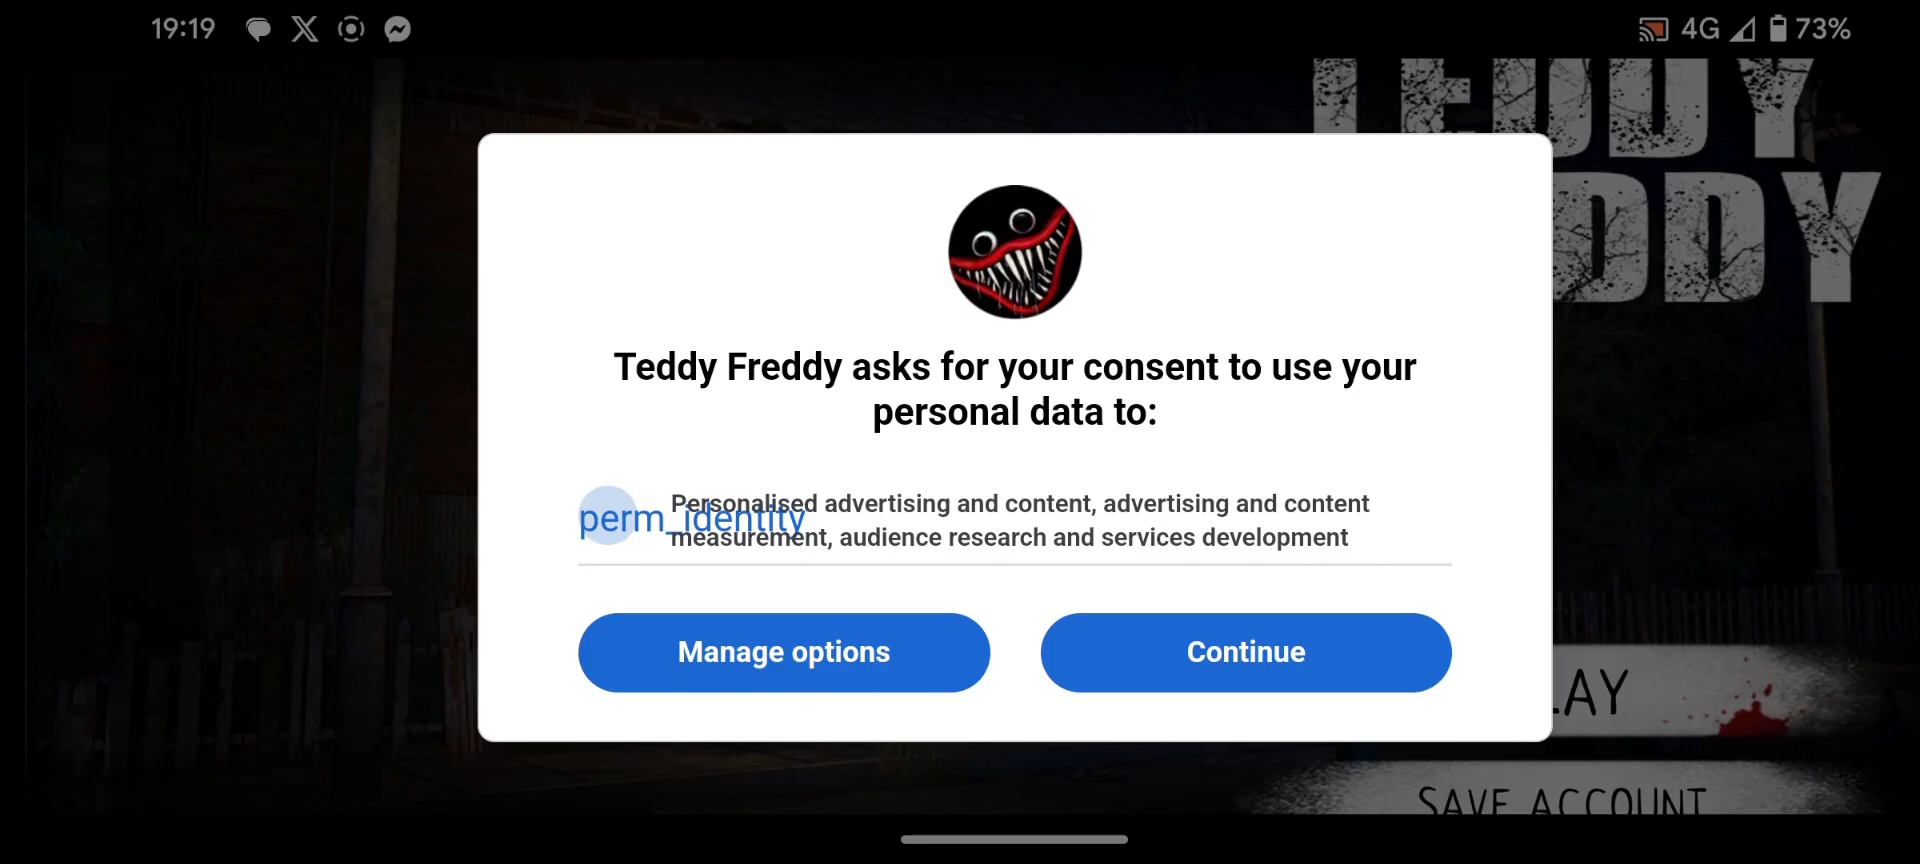 19:19
4G
73%
TEDDY
Teddy Freddy asks for your consent to use your
personal data to:
perm_identity
Personalised advertising and content, advertising and content
measurement, audience research and services development
Manage options
Continue
SAVE ACCOUNT